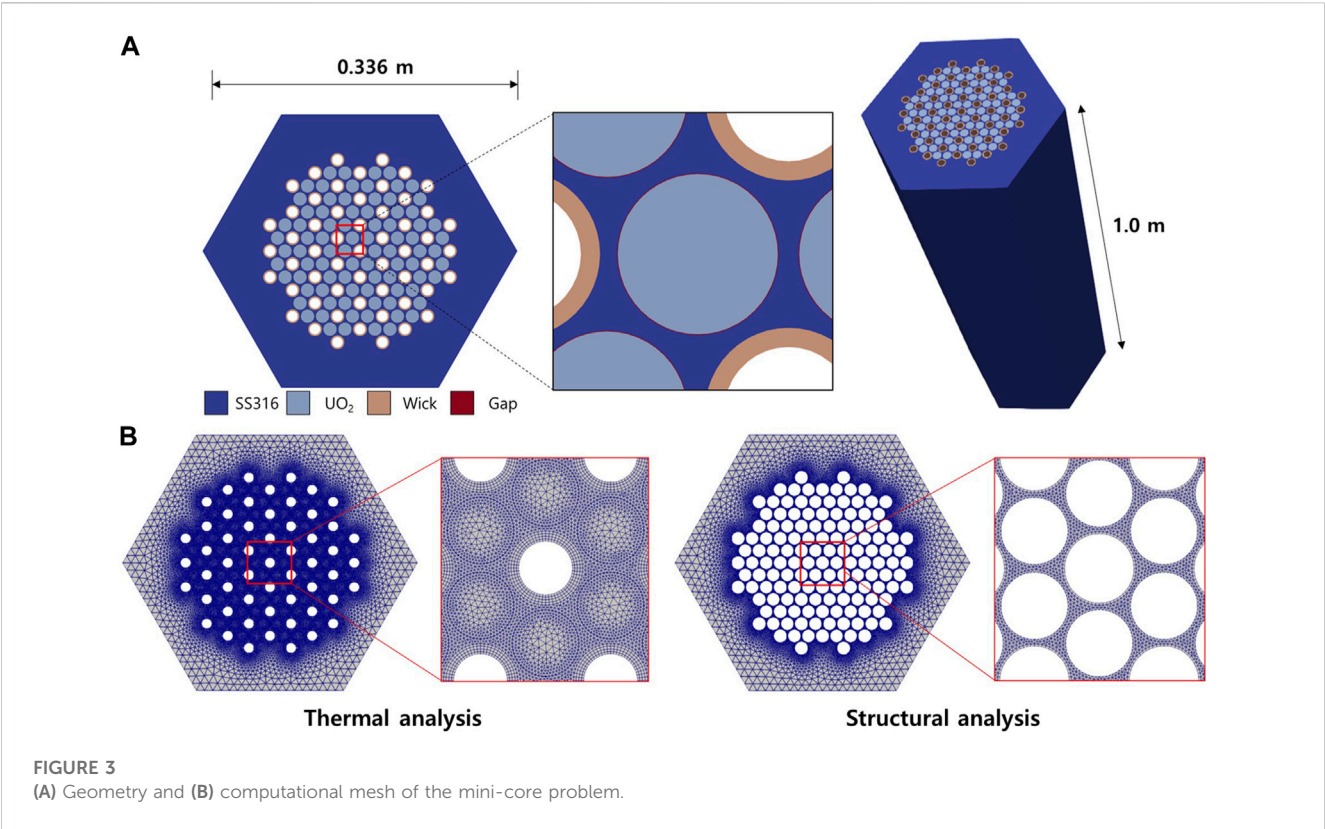 A
0.336 m
1.0 m
SS316 UO₂ Wick Gap
B
Thermal analysis Structural analysis
FIGURE 3
(A) Geometry and (B) computational mesh of the mini-core problem.